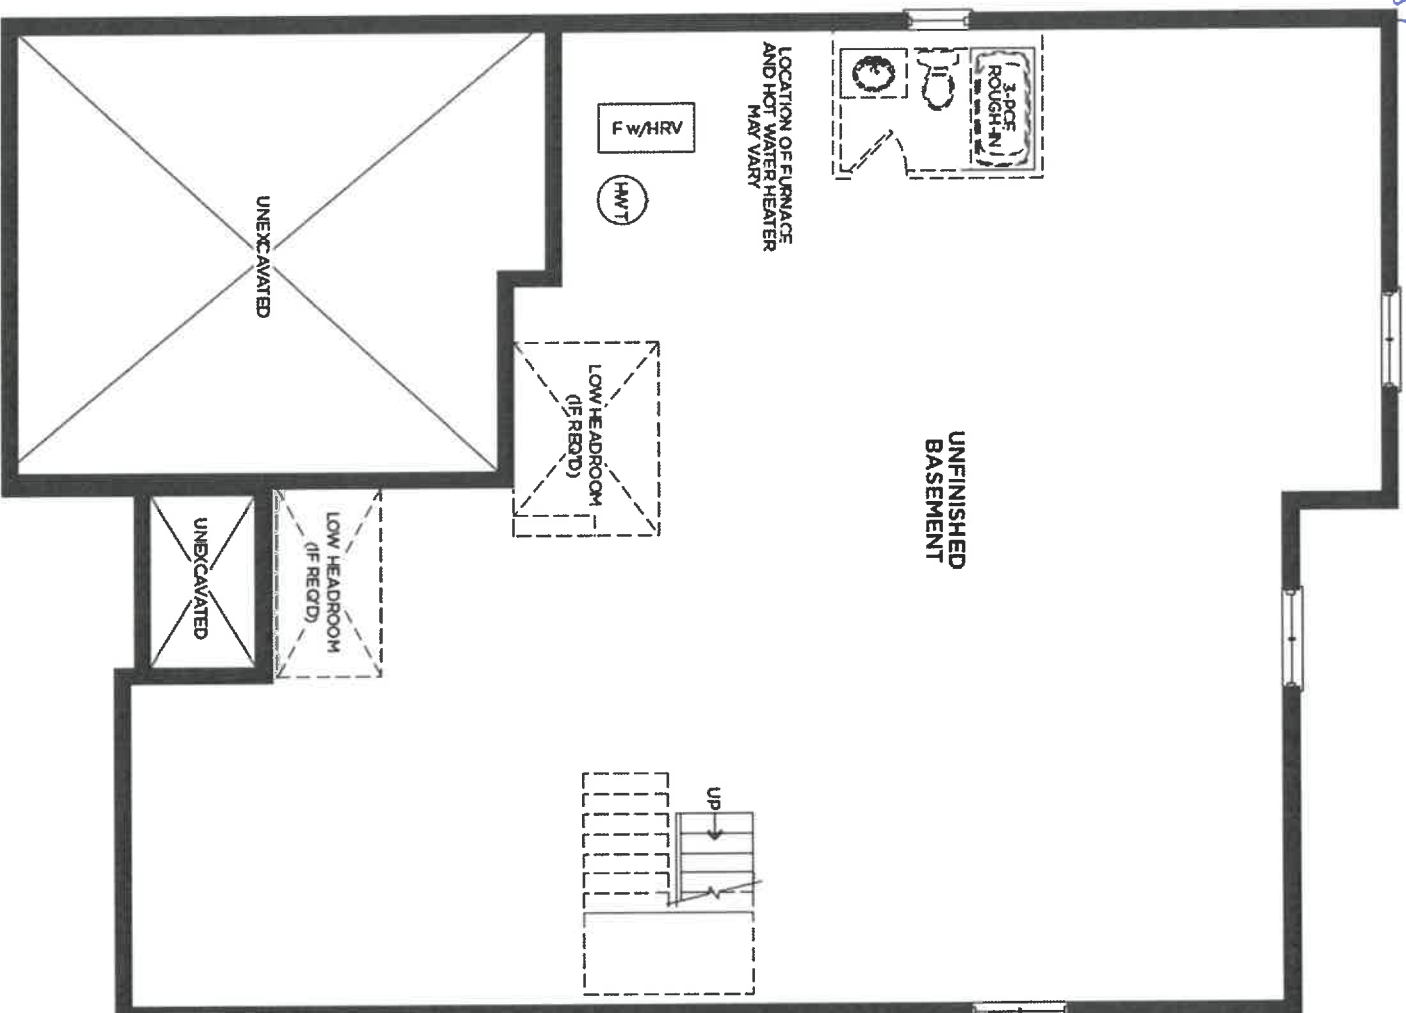 3-PCE
ROUGH-IN
LOCATION OF FURNACE
AND HOT WATER HEATER
MAY VARY
F w/HRV
HWT
UNEXCAVATED
LOW HEADROOM
(IF REQ'D)
UNFINISHED
BASEMENT
UNEXCAVATED
LOW HEADROOM
(IF REQ'D)
UP